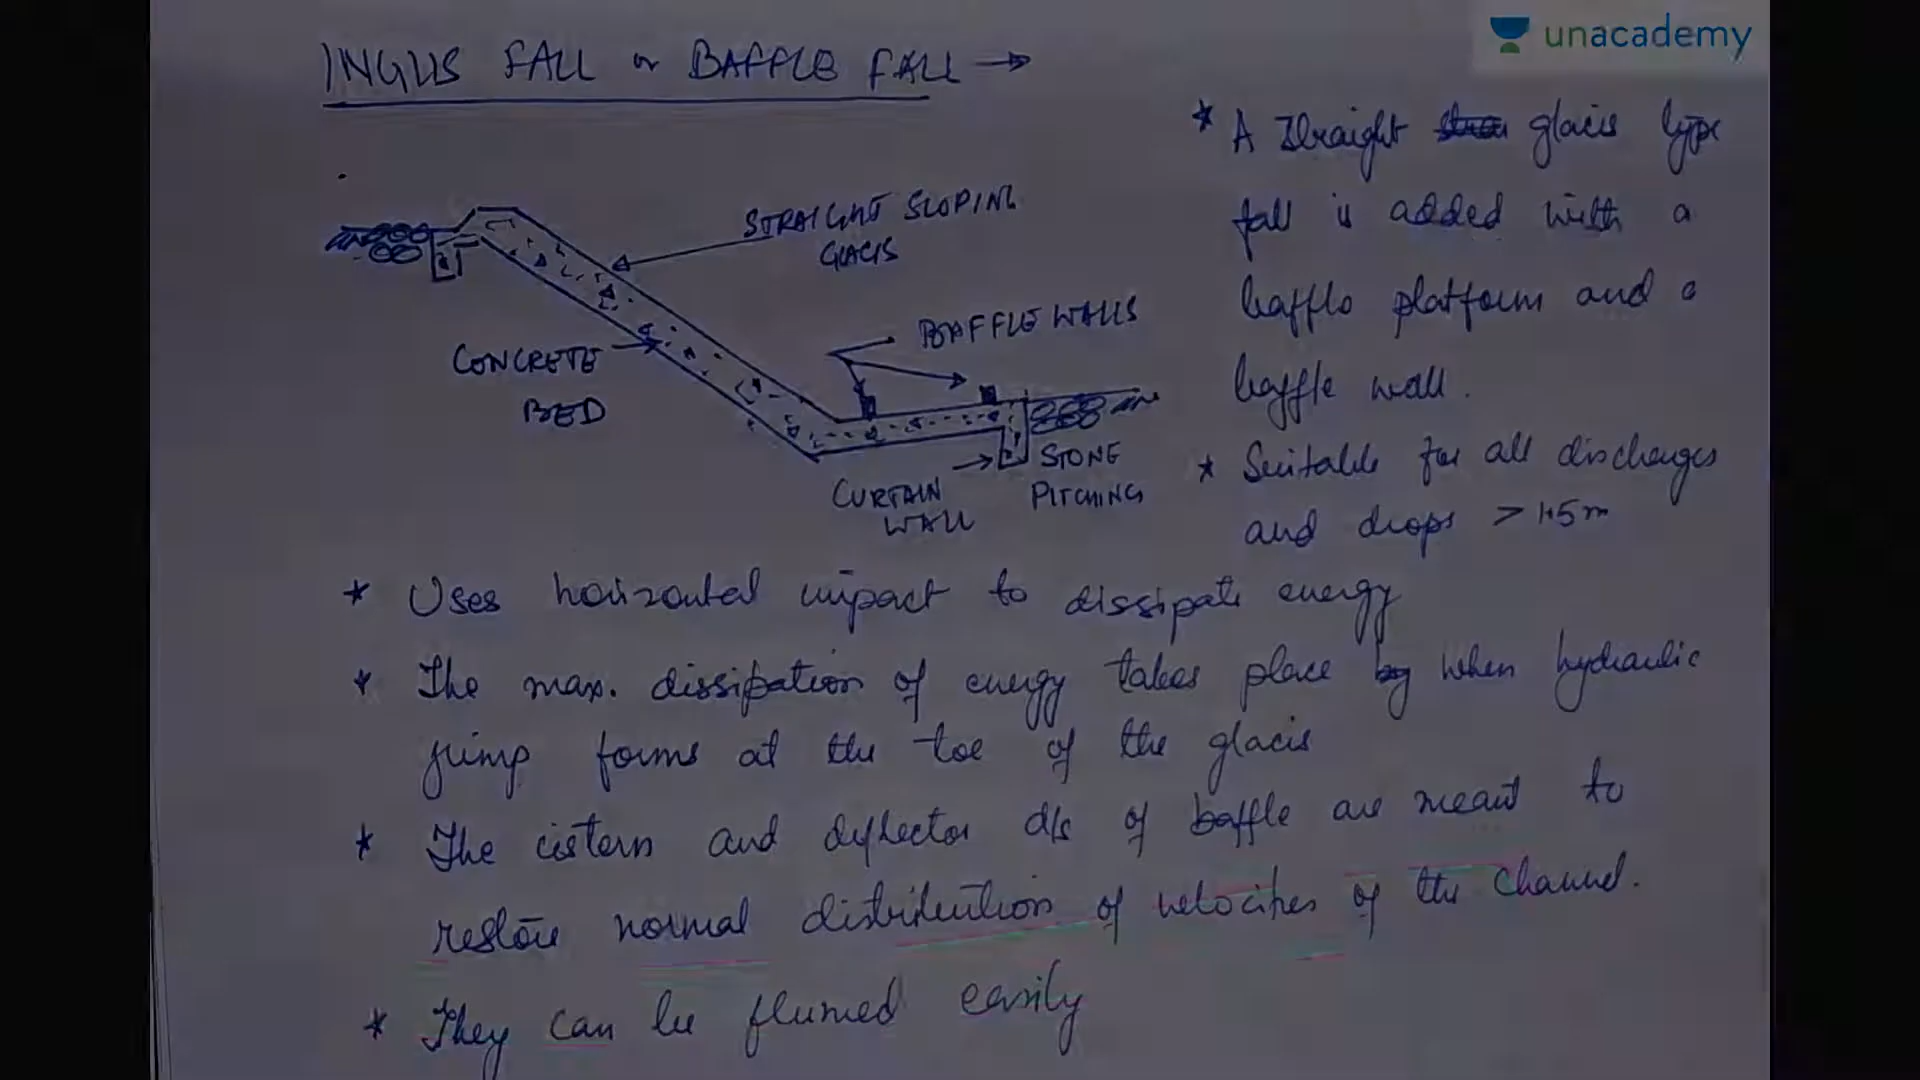 unacademy
INGLIS FALL or BAFFLE FALL →
* A straight glacis type
fall is added with a
baffle platform and a
baffle wall.
* Suitable for all discharges
and drops > 1.5m
STRAIGHT SLOPING
GLACIS
BAFFLE WALLS
CONCRETE
BED
CURTAIN
WALL
STONE
PITCHING
* Uses horizontal impact to dissipate energy
* The max. dissipation of energy takes place when hydraulic
jump forms at the toe of the glacis
* The cistern and deflector d/s of baffle are meant to
restore normal distribution of velocities of the channel.
* They can be flumed easily